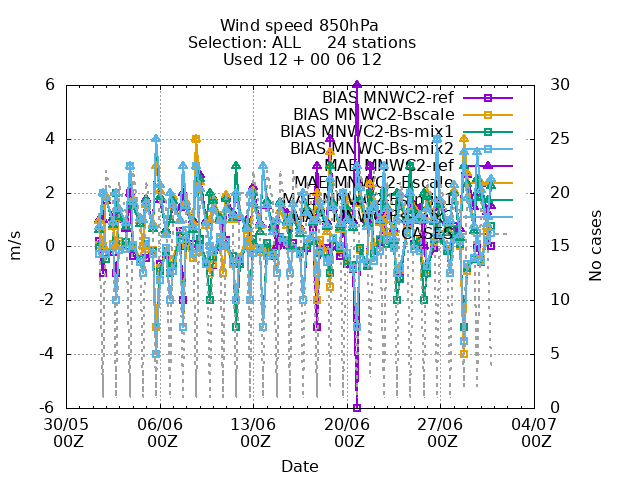 Wind speed 850hPa
Selection: ALL 24 stations
Used 12 + 00 06 12
BIAS MNWC2-ref
BIAS MNWC2-Bscale
BIAS MNWC2-Bs-mix1
BIAS MNWC-Bs-mix2
MAE MNWC2-ref
MAE MNWC2-Bscale
CASES
6
4
2
0
-2
-4
-6
m/s
30
25
20
15
10
5
0
No cases
30/05 06/06 13/06 20/06 27/06 04/07
00Z 00Z 00Z 00Z 00Z 00Z
Date